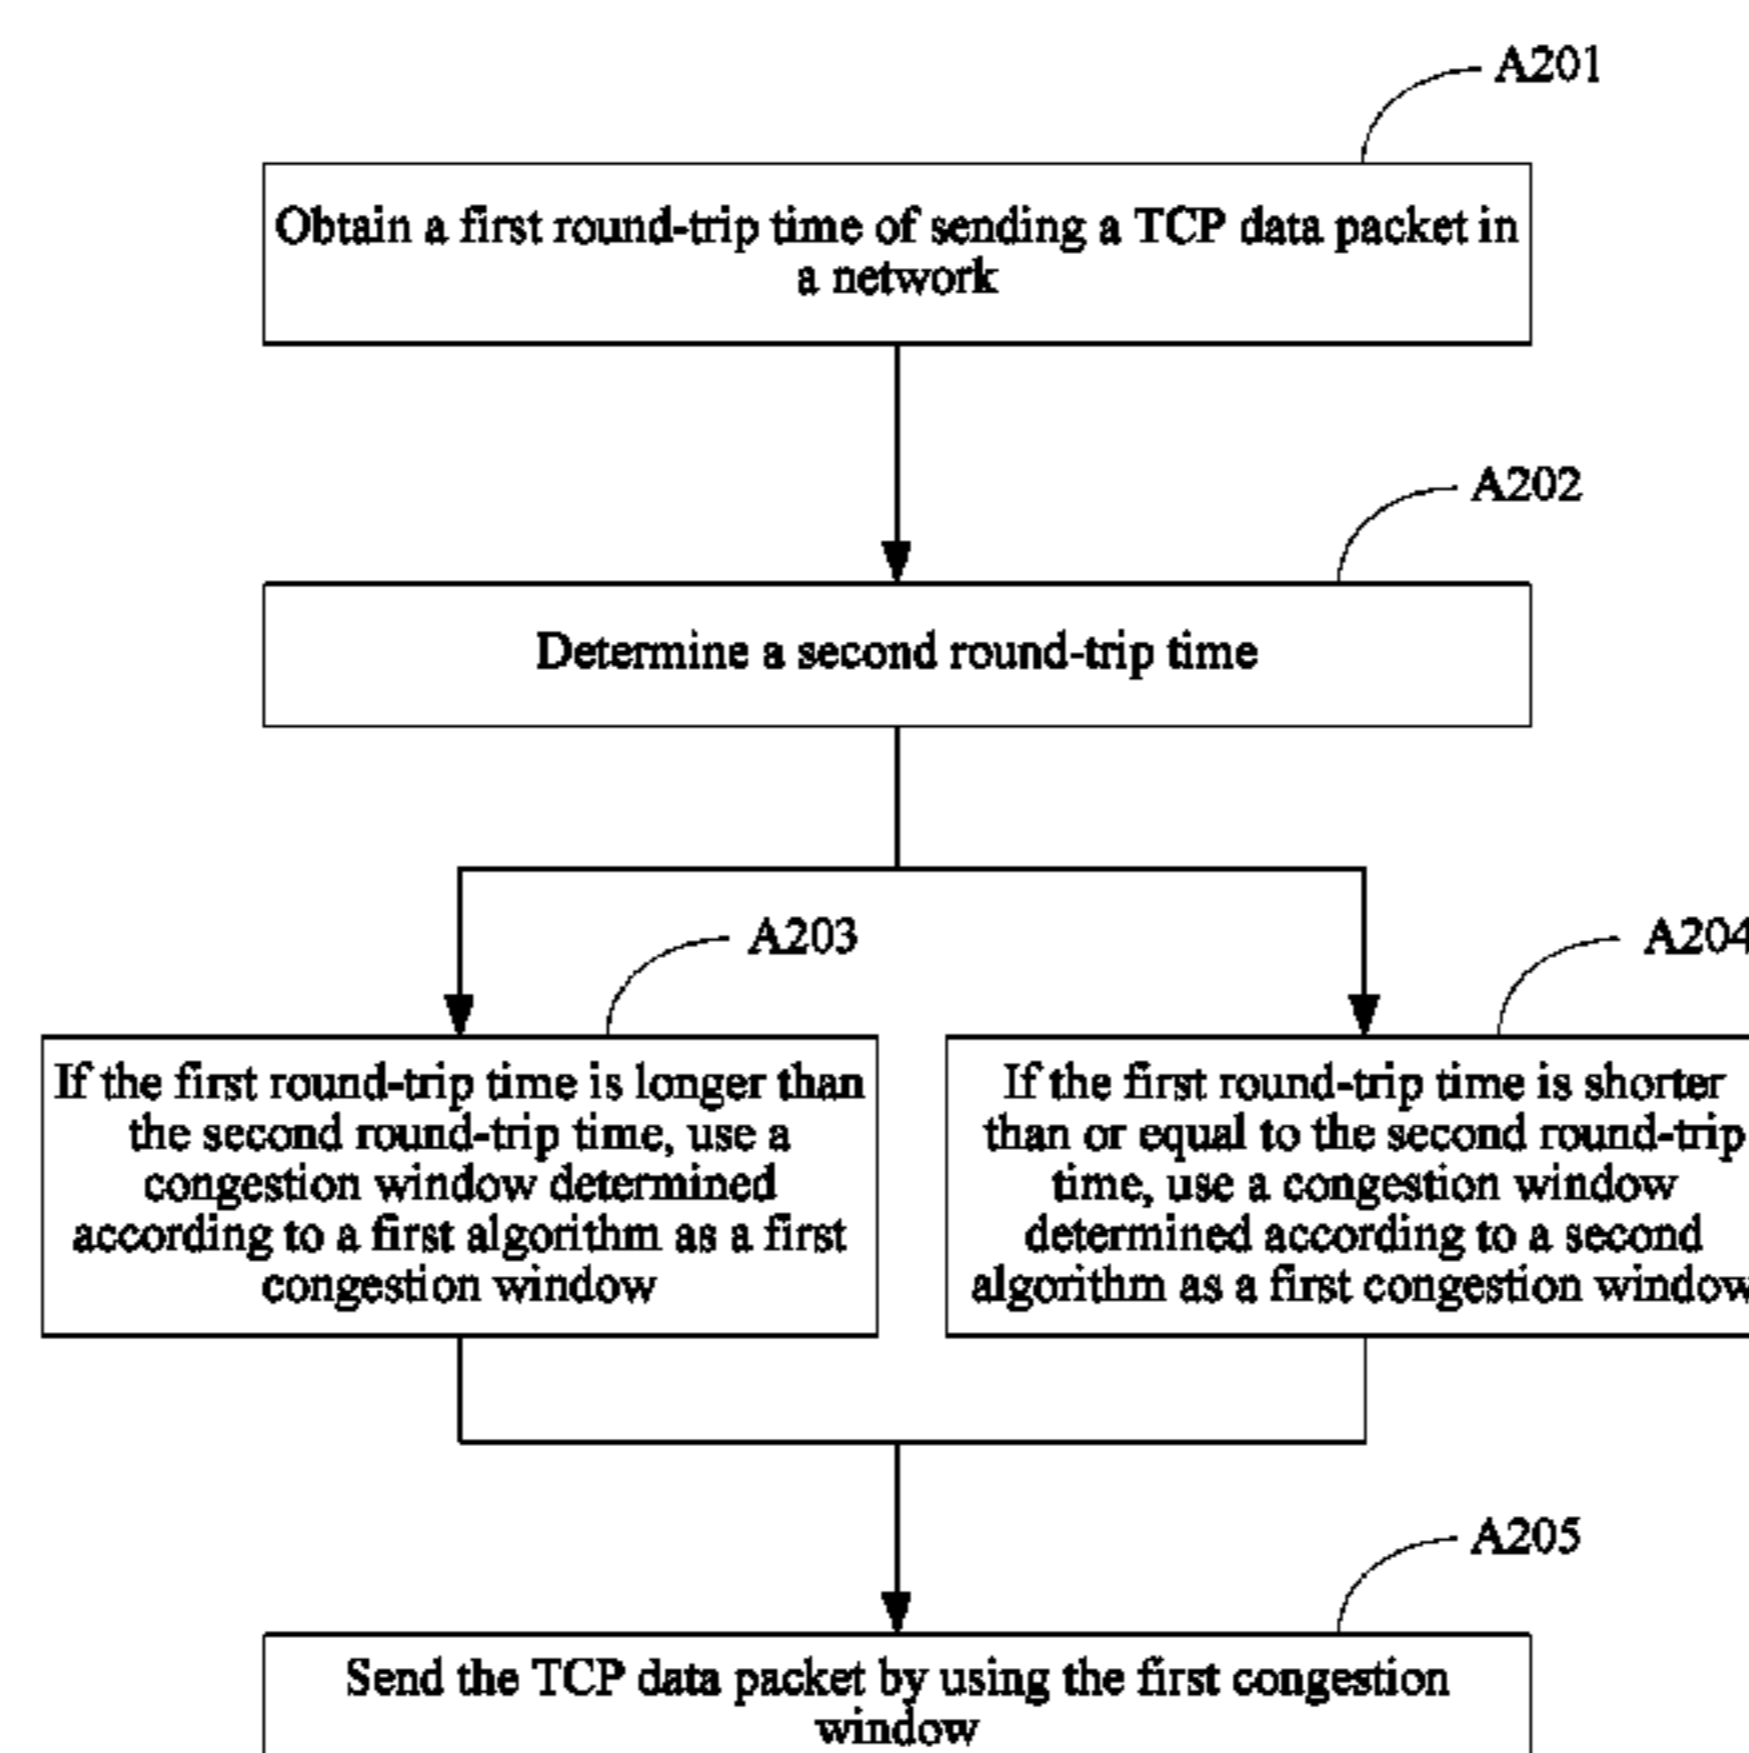 A201
Obtain a first round-trip time of sending a TCP data packet in
a network
A202
Determine a second round-trip time
A203
If the first round-trip time is longer than
the second round-trip time, use a
congestion window determined
according to a first algorithm as a first
congestion window
A204
If the first round-trip time is shorter
than or equal to the second round-trip
time, use a congestion window
determined according to a second
algorithm as a first congestion window
A205
Send the TCP data packet by using the first congestion
window